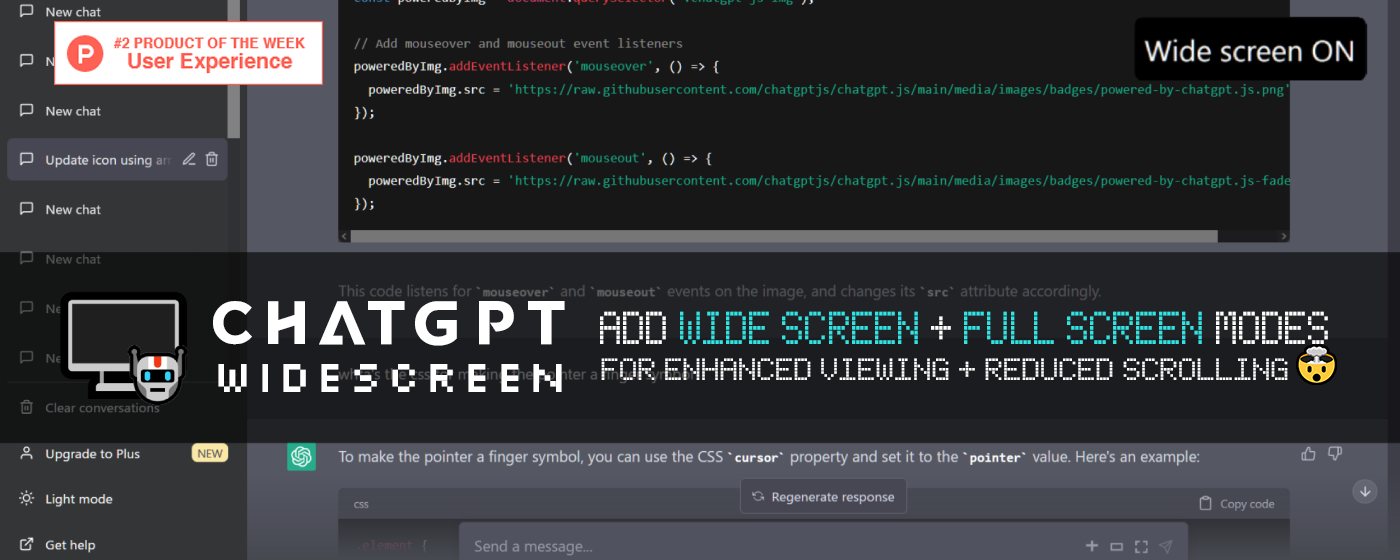 New chat
#2 PRODUCT OF THE WEEK
User Experience
Wide screen ON
// Add mouseover and mouseout event listeners
poweredByImg.addEventListener('mouseover', () => {
poweredByImg.src = 'https://raw.githubusercontent.com/chatgptjs/chatgpt.js/main/media/images/badges/powered-by-chatgpt.js.png'
});
New chat
poweredByImg.addEventListener('mouseout', () => {
Update icon using
poweredByImg.src = 'https://raw.githubusercontent.com/chatgptjs/chatgpt.js/main/media/images/badges/powered-by-chatgpt.js-fade
});
New chat
New chat
This code listens for `mouseover` and `mouseout` events on the image, and changes its `src` attribute accordingly.
CHATGPT
WIDESCREEN
ADD WIDE SCREEN + FULL SCREEN MODES
FOR ENHANCED VIEWING + REDUCED SCROLLING
Clear conversations
Upgrade to Plus
NEW
To make the pointer a finger symbol, you can use the CSS `cursor` property and set it to the `pointer` value. Here's an example:
Light mode
Regenerate response
css
Copy code
.element {
Get help
Send a message...